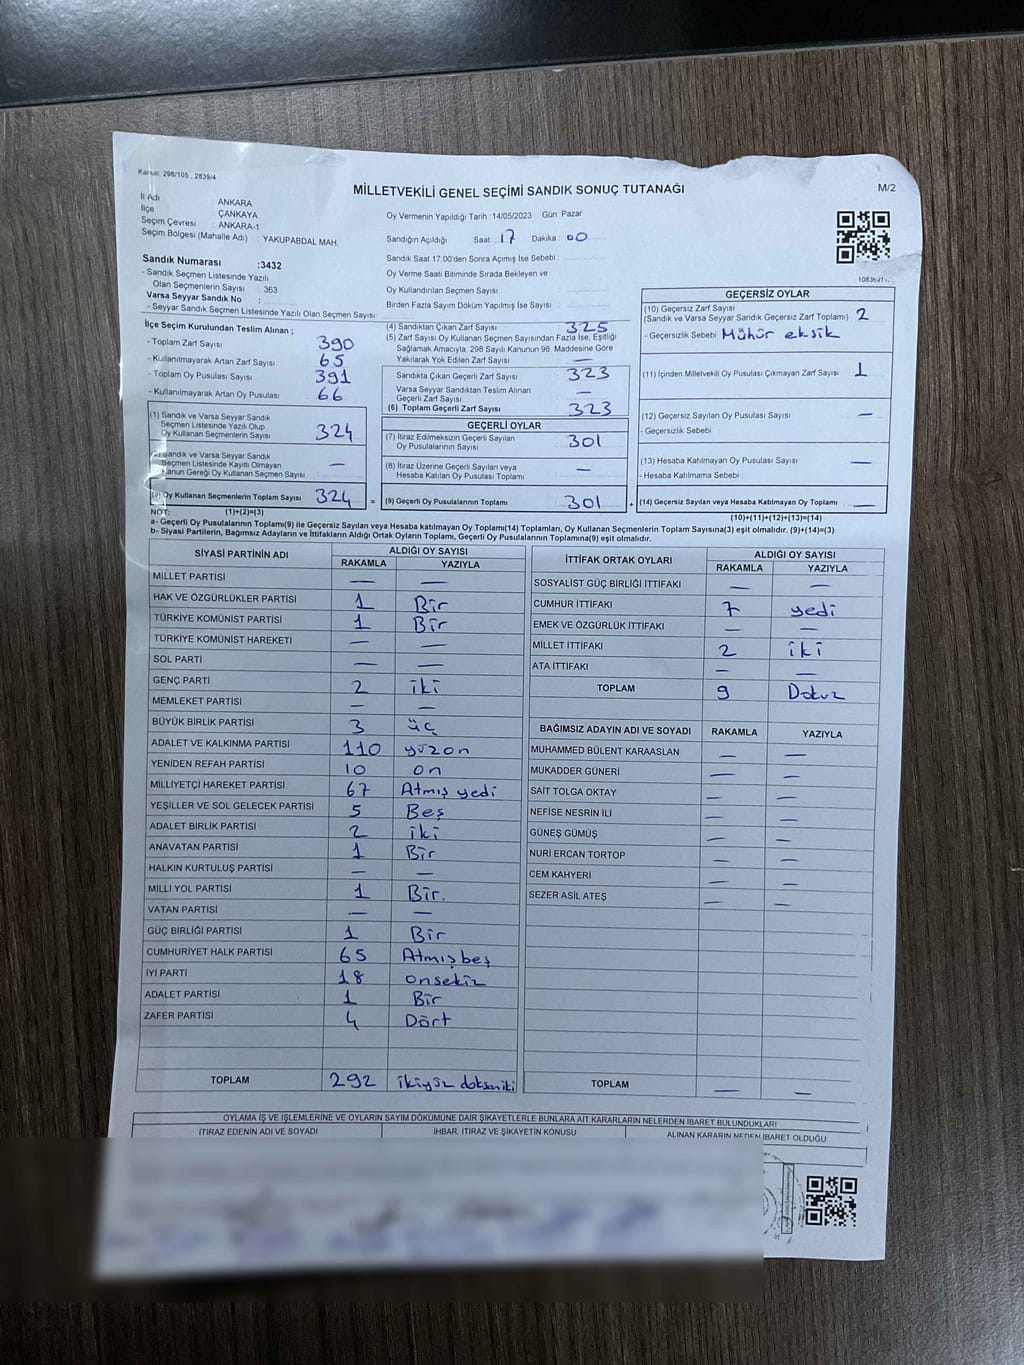 Kanun: 298/105 , 2839/4
MİLLETVEKİLİ GENEL SEÇİMİ SANDIK SONUÇ TUTANAĞI
M/2
İl Adı : ANKARA
İlçe : ÇANKAYA
Seçim Çevresi : ANKARA-1
Seçim Bölgesi (Mahalle Adı) : YAKUPABDAL MAH
Oy Vermenin Yapıldığı Tarih : 14/05/2023 Gün: Pazar
Sandığın Açıldığı Saat : 17 Dakika : 00
Sandık Saat 17:00'den Sonra Açımış İse Sebebi :
Oy Verme Saati Bitiminde Sırada Bekleyen ve
Oy Kullandırılan Seçmen Sayısı :
Birden Fazla Sayım Döküm Yapılmış İse Sayısı :
Sandık Numarası :3432
- Sandık Seçmen Listesinde Yazılı
Olan Seçmenlerin Sayısı : 363
Varsa Seyyar Sandık No :
- Seyyar Sandık Seçmen Listesinde Yazılı Olan Seçmen Sayısı:
İlçe Seçim Kurulundan Teslim Alınan ;
- Toplam Zarf Sayısı : 390
- Kullanılmayarak Artan Zarf Sayısı : 65
- Toplam Oy Pusulası Sayısı : 391
- Kullanılmayarak Artan Oy Pusulası : 66
(1) Sandık ve Varsa Seyyar Sandık
Seçmen Listesinde Yazılı Olup
Oy Kullanan Seçmenlerin Sayısı 324
Sandık ve Varsa Seyyar Sandık
Seçmen Listesinde Kayıtlı Olmayan
Kanun Gereği Oy Kullanan Seçmen Sayısı —
(3) Oy Kullanan Seçmenlerin Toplam Sayısı 324
(4) Sandıktan Çıkan Zarf Sayısı 325
(5) Zarf Sayısı Oy Kullanan Seçmen Sayısından Fazla İse, Eşitliği
Sağlamak Amacıyla, 298 Sayılı Kanunun 98. Maddesine Göre
Yakılarak Yok Edilen Zarf Sayısı : —
Sandıkta Çıkan Geçerli Zarf Sayısı : 323
Varsa Seyyar Sandıktan Teslim Alınan
Geçerli Zarf Sayısı —
(6) Toplam Geçerli Zarf Sayısı : 323
GEÇERLİ OYLAR
(7) İtiraz Edilmeksizin Geçerli Sayılan
Oy Pusulalarının Sayısı 301
(8) İtiraz Üzerine Geçerli Sayılan veya
Hesaba Katılan Oy Pusulası Toplamı —
= (9) Geçerli Oy Pusulalarının Toplamı 301
GEÇERSİZ OYLAR
(10) Geçersiz Zarf Sayısı
(Sandık ve Varsa Seyyar Sandık Geçersiz Zarf Toplamı) 2
- Geçersizlik Sebebi Mühür eksik
(11) İçinden Milletvekili Oy Pusulası Çıkmayan Zarf Sayısı 1
(12) Geçersiz Sayılan Oy Pusulası Sayısı —
- Geçersizlik Sebebi
(13) Hesaba Katılmayan Oy Pusulası Sayısı —
- Hesaba Katılmama Sebebi :
+ (14) Geçersiz Sayılan veya Hesaba Katılmayan Oy Toplamı —
NOT: (1)+(2)=(3)
(10)+(11)+(12)+(13)=(14)
a- Geçerli Oy Pusulalarının Toplamı(9) ile Geçersiz Sayılan veya Hesaba katılmayan Oy Toplamı(14) Toplamları, Oy Kullanan Seçmenlerin Toplam Sayısına(3) eşit olmalıdır. (9)+(14)=(3)
b- Siyasi Partilerin, Bağımsız Adayların ve İttifakların Aldığı Ortak Oyların Toplamı, Geçerli Oy Pusulalarının Toplamına(9) eşit olmalıdır.
SİYASİ PARTİNİN ADI ALDIĞI OY SAYISI
RAKAMLA YAZIYLA
MİLLET PARTİSİ — —
HAK VE ÖZGÜRLÜKLER PARTİSİ 1 Bir
TÜRKİYE KOMÜNİST PARTİSİ 1 Bir
TÜRKİYE KOMÜNİST HAREKETİ — —
SOL PARTİ — —
GENÇ PARTİ 2 iki
MEMLEKET PARTİSİ — —
BÜYÜK BİRLİK PARTİSİ 3 üç
ADALET VE KALKINMA PARTİSİ 110 yüzon
YENİDEN REFAH PARTİSİ 10 on
MİLLİYETÇİ HAREKET PARTİSİ 67 Atmış yedi
YEŞİLLER VE SOL GELECEK PARTİSİ 5 Beş
ADALET BİRLİK PARTİSİ 2 iki
ANAVATAN PARTİSİ 1 Bir
HALKIN KURTULUŞ PARTİSİ — —
MİLLİ YOL PARTİSİ 1 Bir.
VATAN PARTİSİ — —
GÜÇ BİRLİĞİ PARTİSİ 1 Bir
CUMHURİYET HALK PARTİSİ 65 Atmışbeş
İYİ PARTİ 18 onsekiz
ADALET PARTİSİ 1 Bir
ZAFER PARTİSİ 4 Dört
TOPLAM 292 ikiyüz doksaniki
İTTİFAK ORTAK OYLARI ALDIĞI OY SAYISI
RAKAMLA YAZIYLA
SOSYALİST GÜÇ BİRLİĞİ İTTİFAKI — —
CUMHUR İTTİFAKI 7 yedi
EMEK VE ÖZGÜRLÜK İTTİFAKI — —
MİLLET İTTİFAKI 2 iki
ATA İTTİFAKI — —
TOPLAM 9 Dokuz
BAĞIMSIZ ADAYIN ADI VE SOYADI RAKAMLA YAZIYLA
MUHAMMED BÜLENT KARAASLAN — —
MUKADDER GÜNERİ — —
SAİT TOLGA OKTAY — —
NEFİSE NESRİN İLİ — —
GÜNEŞ GÜMÜŞ — —
NURİ ERCAN TORTOP — —
CEM KAHYERİ — —
SEZER ASİL ATEŞ — —
TOPLAM — —
OYLAMA İŞ VE İŞLEMLERİNE VE OYLARIN SAYIM DÖKÜMÜNE DAİR ŞİKAYETLERLE BUNLARA AİT KARARLARIN NELERDEN İBARET BULUNDUKLARI
İTİRAZ EDENİN ADI VE SOYADI İHBAR, İTİRAZ VE ŞİKAYETİN KONUSU ALINAN KARARIN NEDEN İBARET OLDUĞU